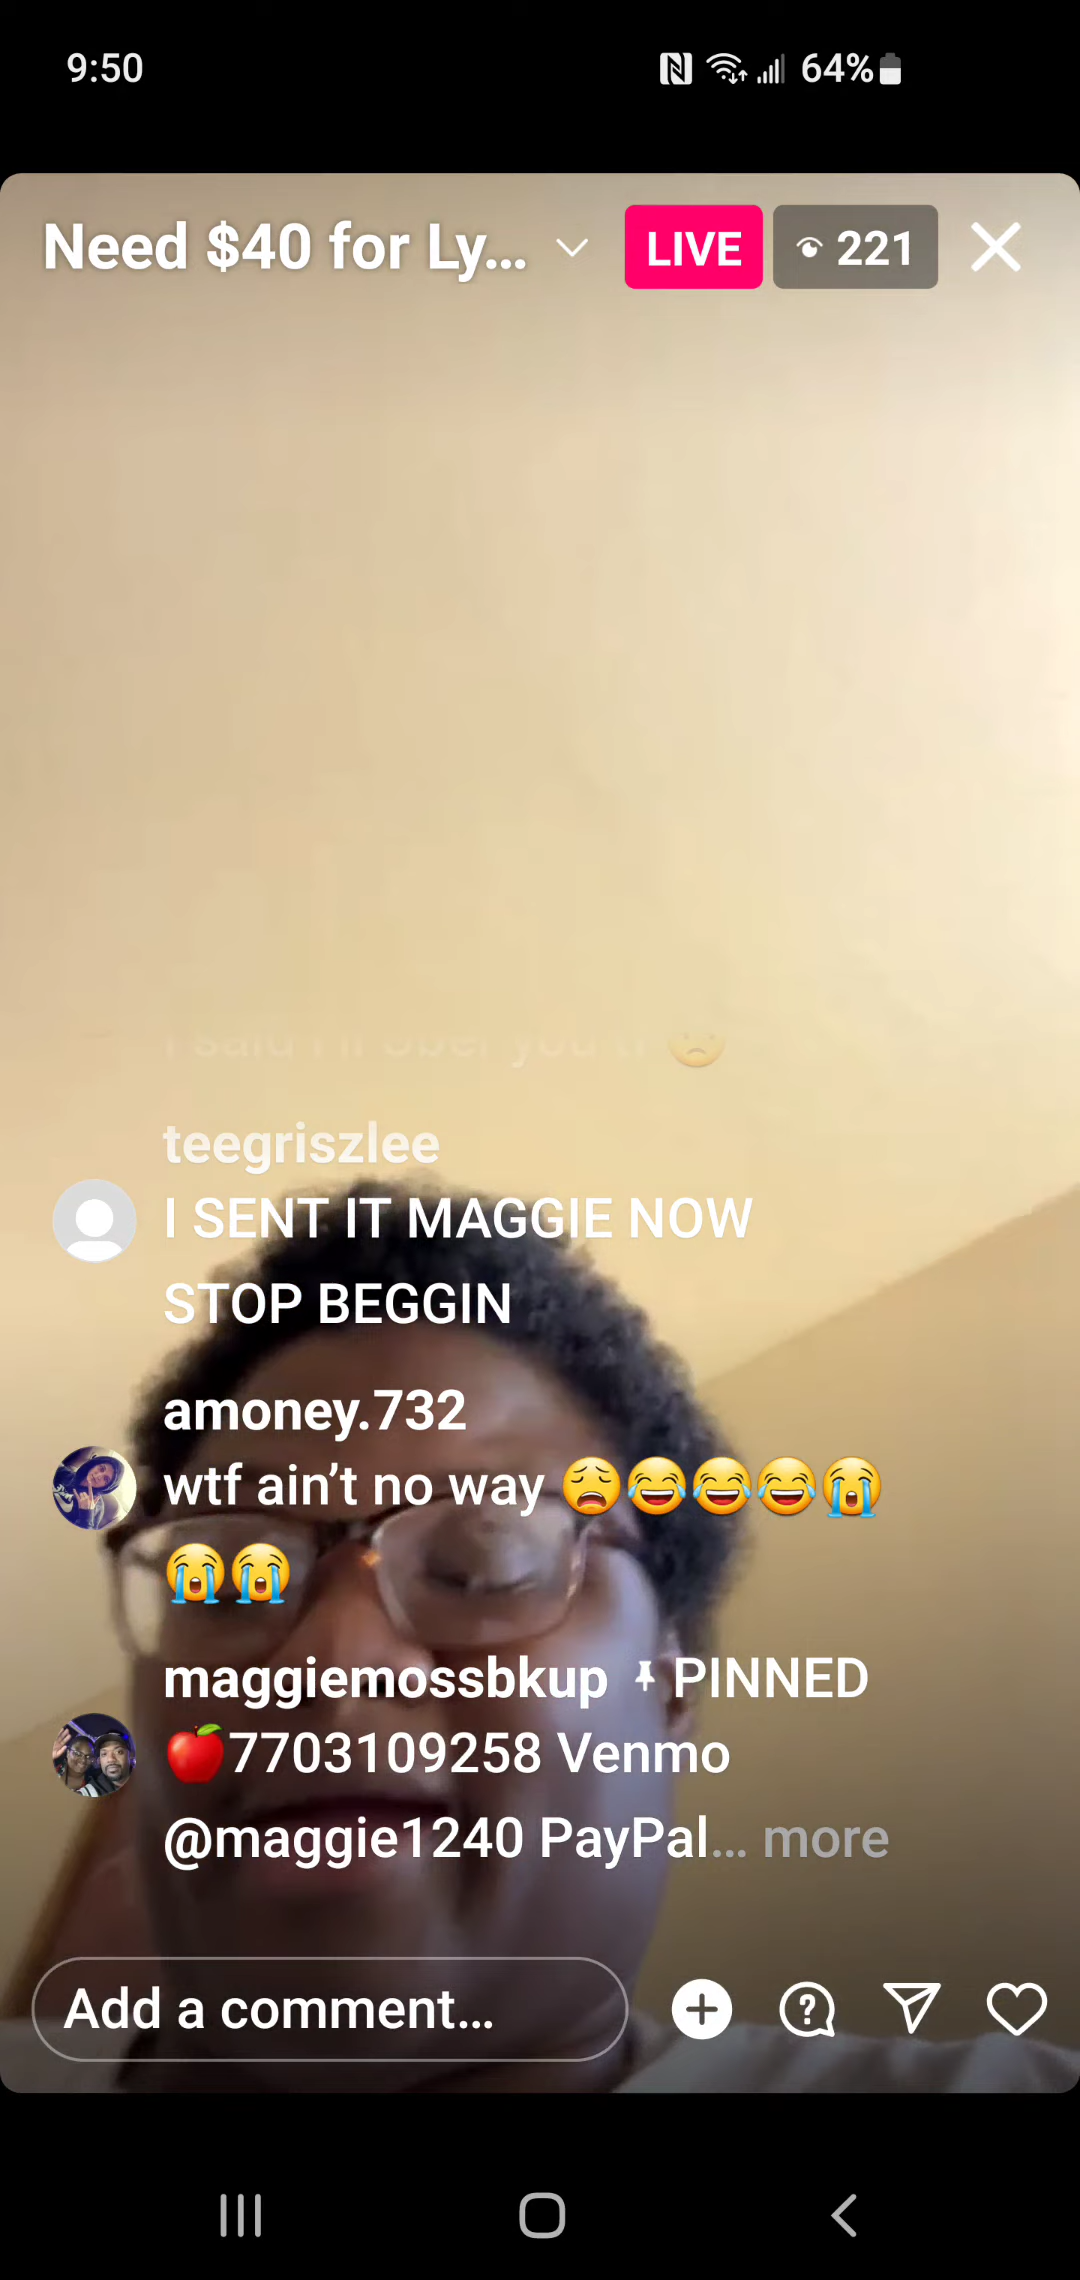 9:50
64%
Need $40 for Ly...
LIVE
221
teegriszlee
I SENT IT MAGGIE NOW
STOP BEGGIN
amoney.732
wtf ain't no way 😩😂😂😂😭
😭😭
maggiemossbkup PINNED
🍎7703109258 Venmo
@maggie1240 PayPal... more
Add a comment...